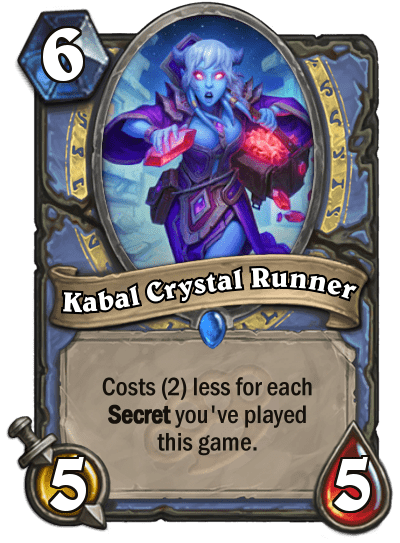 6
Kabal Crystal Runner
Costs (2) less for each
Secret you've played
this game.
5 5